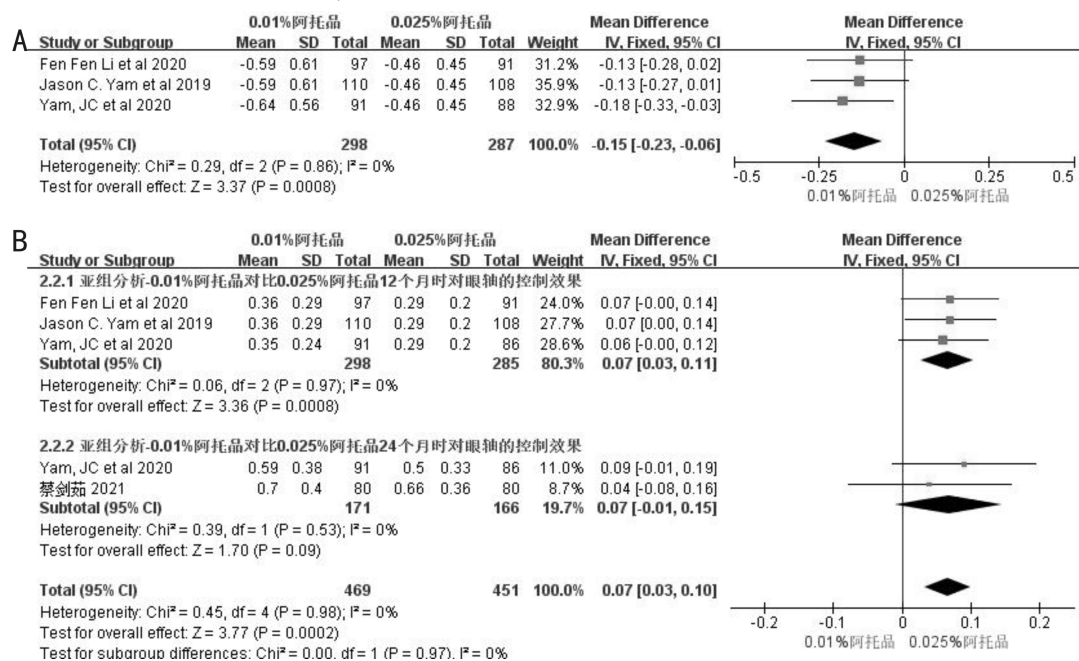 A
0.01%阿托品 0.025%阿托品 Mean Difference Mean Difference
Study or Subgroup Mean SD Total Mean SD Total Weight IV, Fixed, 95% CI IV, Fixed, 95% CI
Fen Fen Li et al 2020 -0.59 0.61 97 -0.46 0.45 91 31.2% -0.13 [-0.28, 0.02]
Jason C. Yam et al 2019 -0.59 0.61 110 -0.46 0.45 108 35.9% -0.13 [-0.27, 0.01]
Yam, JC et al 2020 -0.64 0.56 91 -0.46 0.45 88 32.9% -0.18 [-0.33, -0.03]
Total (95% CI) 298 287 100.0% -0.15 [-0.23, -0.06]
Heterogeneity: Chi² = 0.29, df = 2 (P = 0.86); I² = 0%
Test for overall effect: Z = 3.37 (P = 0.0008)
-0.5 -0.25 0 0.25 0.5
0.01%阿托品 0.025%阿托品
B
0.01%阿托品 0.025%阿托品 Mean Difference Mean Difference
Study or Subgroup Mean SD Total Mean SD Total Weight IV, Fixed, 95% CI IV, Fixed, 95% CI
2.2.1 亚组分析-0.01%阿托品对比0.025%阿托品12个月时对眼轴的控制效果
Fen Fen Li et al 2020 0.36 0.29 97 0.29 0.2 91 24.0% 0.07 [-0.00, 0.14]
Jason C. Yam et al 2019 0.36 0.29 110 0.29 0.2 108 27.7% 0.07 [0.00, 0.14]
Yam, JC et al 2020 0.35 0.24 91 0.29 0.2 86 28.6% 0.06 [-0.00, 0.12]
Subtotal (95% CI) 298 285 80.3% 0.07 [0.03, 0.11]
Heterogeneity: Chi² = 0.06, df = 2 (P = 0.97); I² = 0%
Test for overall effect: Z = 3.36 (P = 0.0008)
2.2.2 亚组分析-0.01%阿托品对比0.025%阿托品24个月时对眼轴的控制效果
Yam, JC et al 2020 0.59 0.38 91 0.5 0.33 86 11.0% 0.09 [-0.01, 0.19]
蔡剑茹 2021 0.7 0.4 80 0.66 0.36 80 8.7% 0.04 [-0.08, 0.16]
Subtotal (95% CI) 171 166 19.7% 0.07 [-0.01, 0.15]
Heterogeneity: Chi² = 0.39, df = 1 (P = 0.53); I² = 0%
Test for overall effect: Z = 1.70 (P = 0.09)
Total (95% CI) 469 451 100.0% 0.07 [0.03, 0.10]
Heterogeneity: Chi² = 0.45, df = 4 (P = 0.98); I² = 0%
Test for overall effect: Z = 3.77 (P = 0.0002)
Test for subgroup differences: Chi² = 0.00, df = 1 (P = 0.97), I² = 0%
-0.2 -0.1 0 0.1 0.2
0.01%阿托品 0.025%阿托品